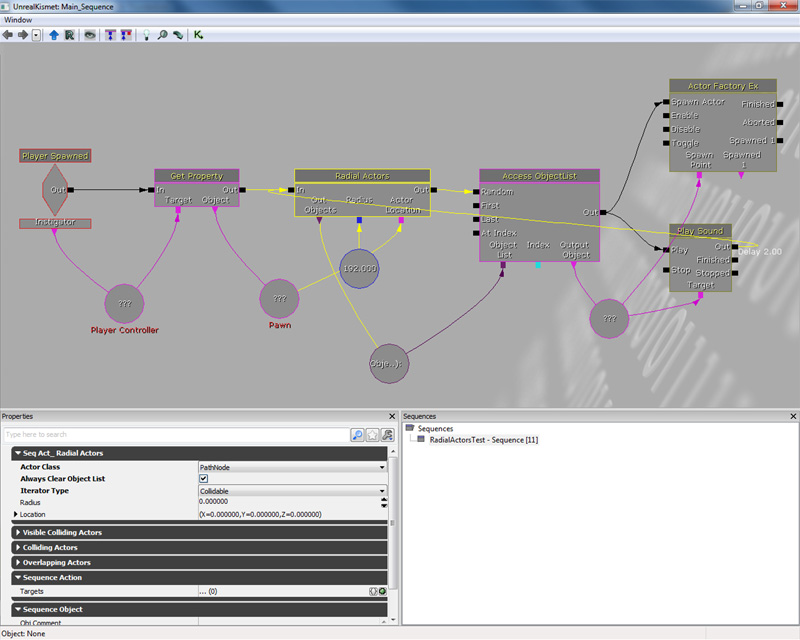 UnrealKismet: Main_Sequence
Window
Actor Factory Ex
Spawn Actor Finished
Enable
Aborted
Disable
Toggle Spawned 1
Spawn Spawned
Point 1
Player Spawned
Out
Instigator
Get Property
In Out
Target Object
Radial Actors
In Out
Out Radius Actor
Objects Location
Access ObjectList
Random
First
Last
Out
At Index
Object Index Output
List Object
Play Sound
Play Out
Delay 2.00
Finished
Stop Stopped
Target
192.000
???
Player Controller
???
Pawn
???
Obje..):
Properties
Type here to search
Seq Act_ Radial Actors
Actor Class PathNode
Always Clear Object List
Iterator Type Collidable
Radius 0.000000
Location (X=0.000000,Y=0.000000,Z=0.000000)
Visible Colliding Actors
Colliding Actors
Overlapping Actors
Sequence Action
Targets ... (0)
Sequence Object
Obj Comment
Sequences
Sequences
RadialActorsTest - Sequence [11]
Object: None